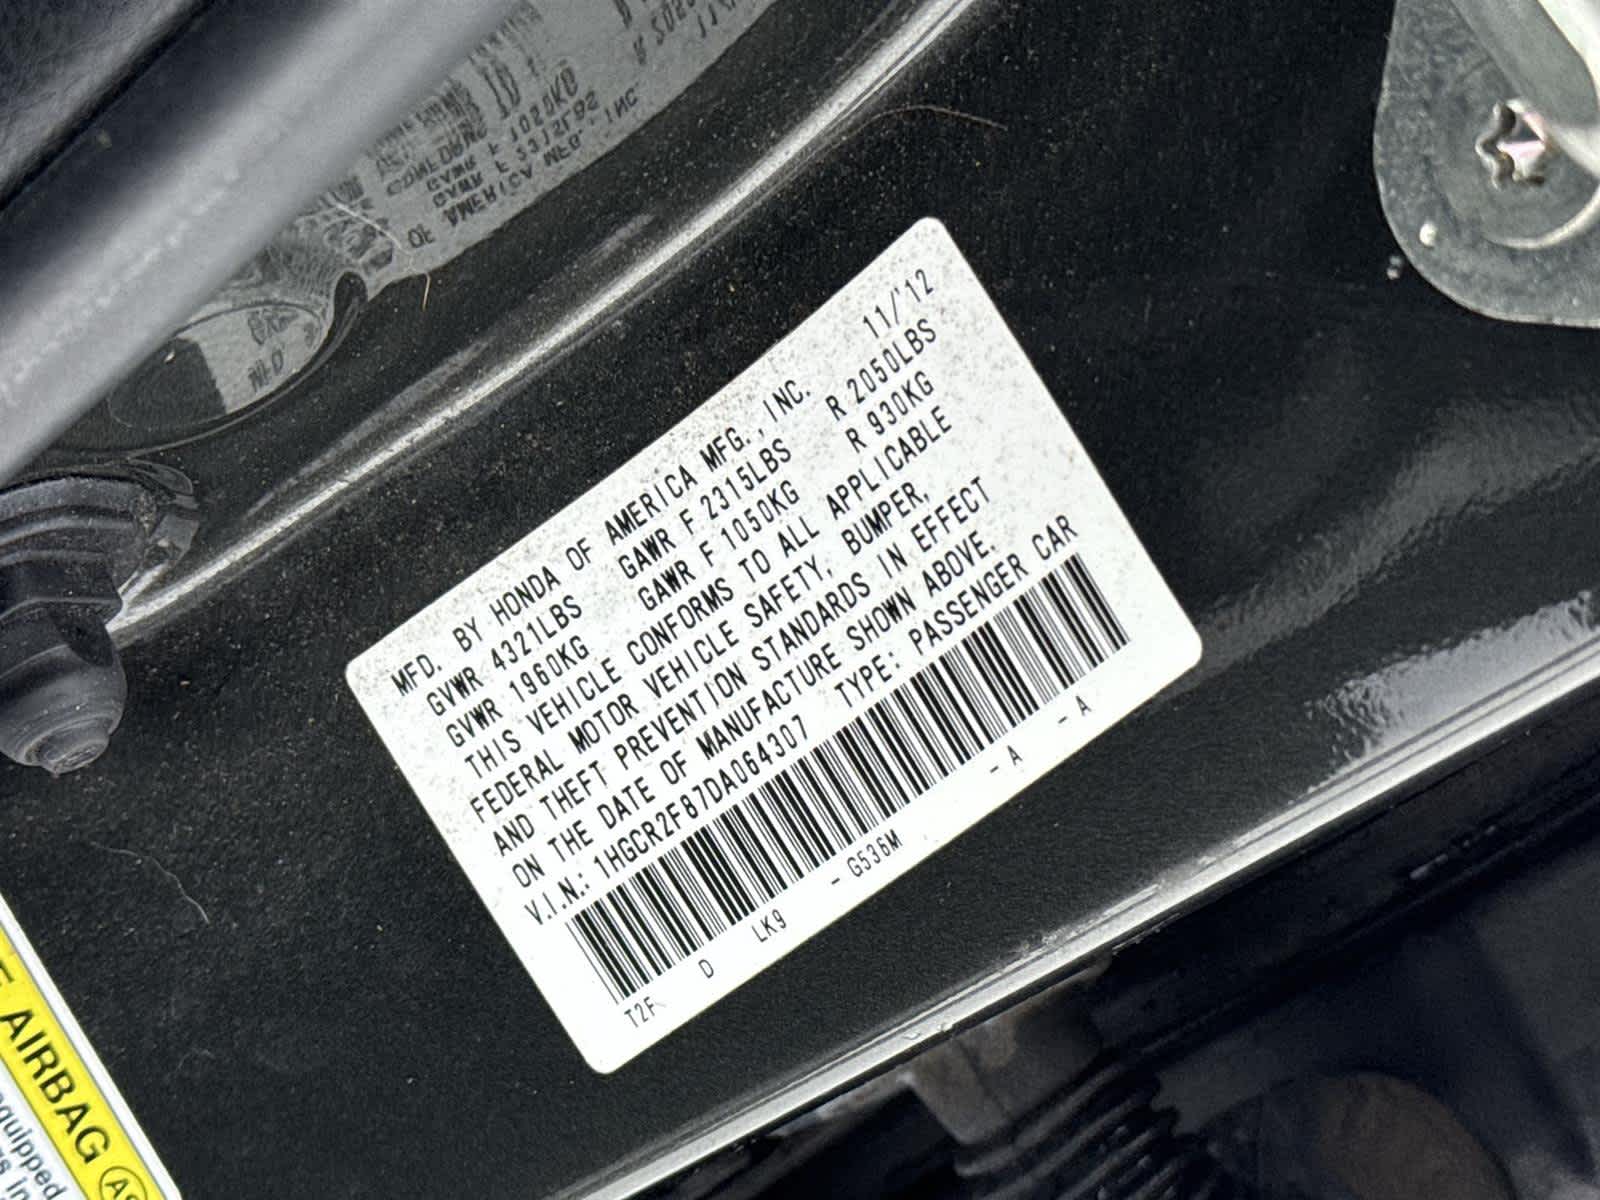 MFD. BY HONDA OF AMERICA MFG., INC. 11/'12
GVWR 4321LBS GAWR F 2315LBS R 2050LBS
GVWR 1960KG GAWR F 1050KG R 930KG
THIS VEHICLE CONFORMS TO ALL APPLICABLE
FEDERAL MOTOR VEHICLE SAFETY, BUMPER,
AND THEFT PREVENTION STANDARDS IN EFFECT
ON THE DATE OF MANUFACTURE SHOWN ABOVE.
V.I.N.: 1HGCR2F87DA064307 TYPE: PASSENGER CAR
T2F D LK9 - G536M - A - A
AIRBAG